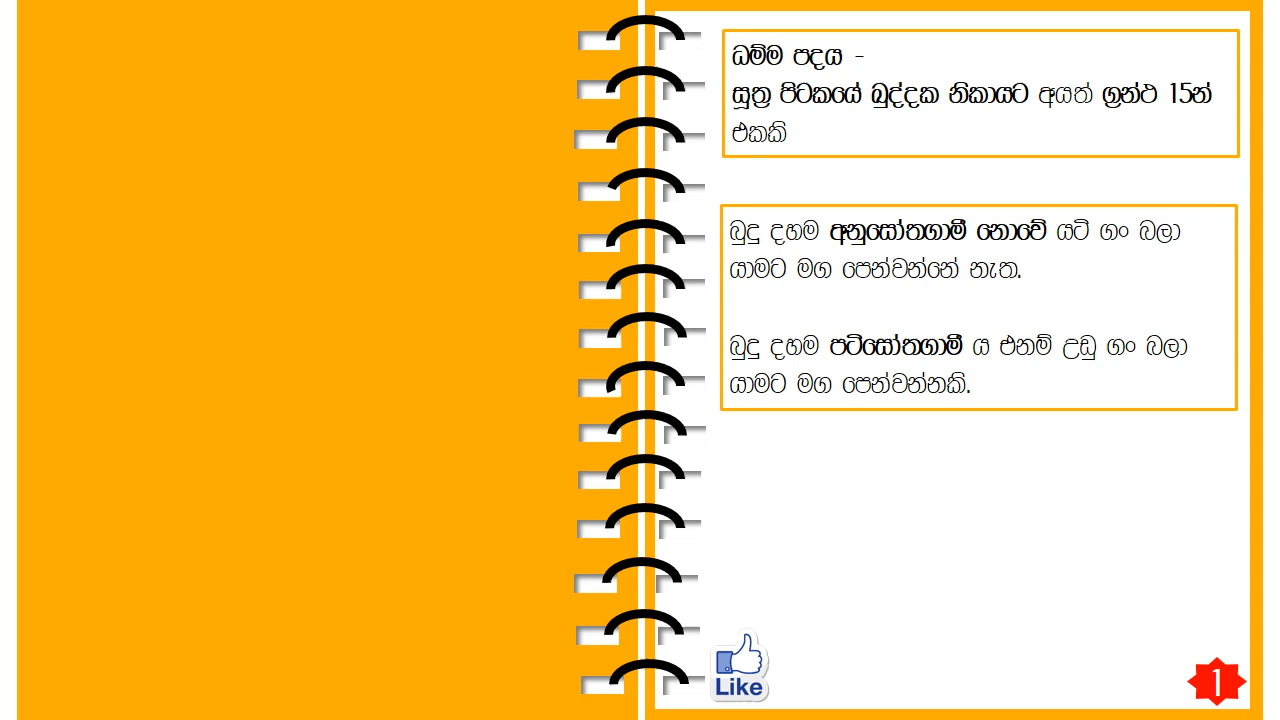 ධම්ම පදය -
සූත්‍ර පිටකයේ ඛුද්දක නිකායට අයත් ග්‍රන්ථ 15න්
එකකි
බුදු දහම අනුසෝතගාමී නොවේ යටි ගං බලා
යාමට මග පෙන්වන්නේ නැත.
බුදු දහම පටිසෝතගාමී ය එනම් උඩු ගං බලා
යාමට මග පෙන්වන්නකි.
Like
1